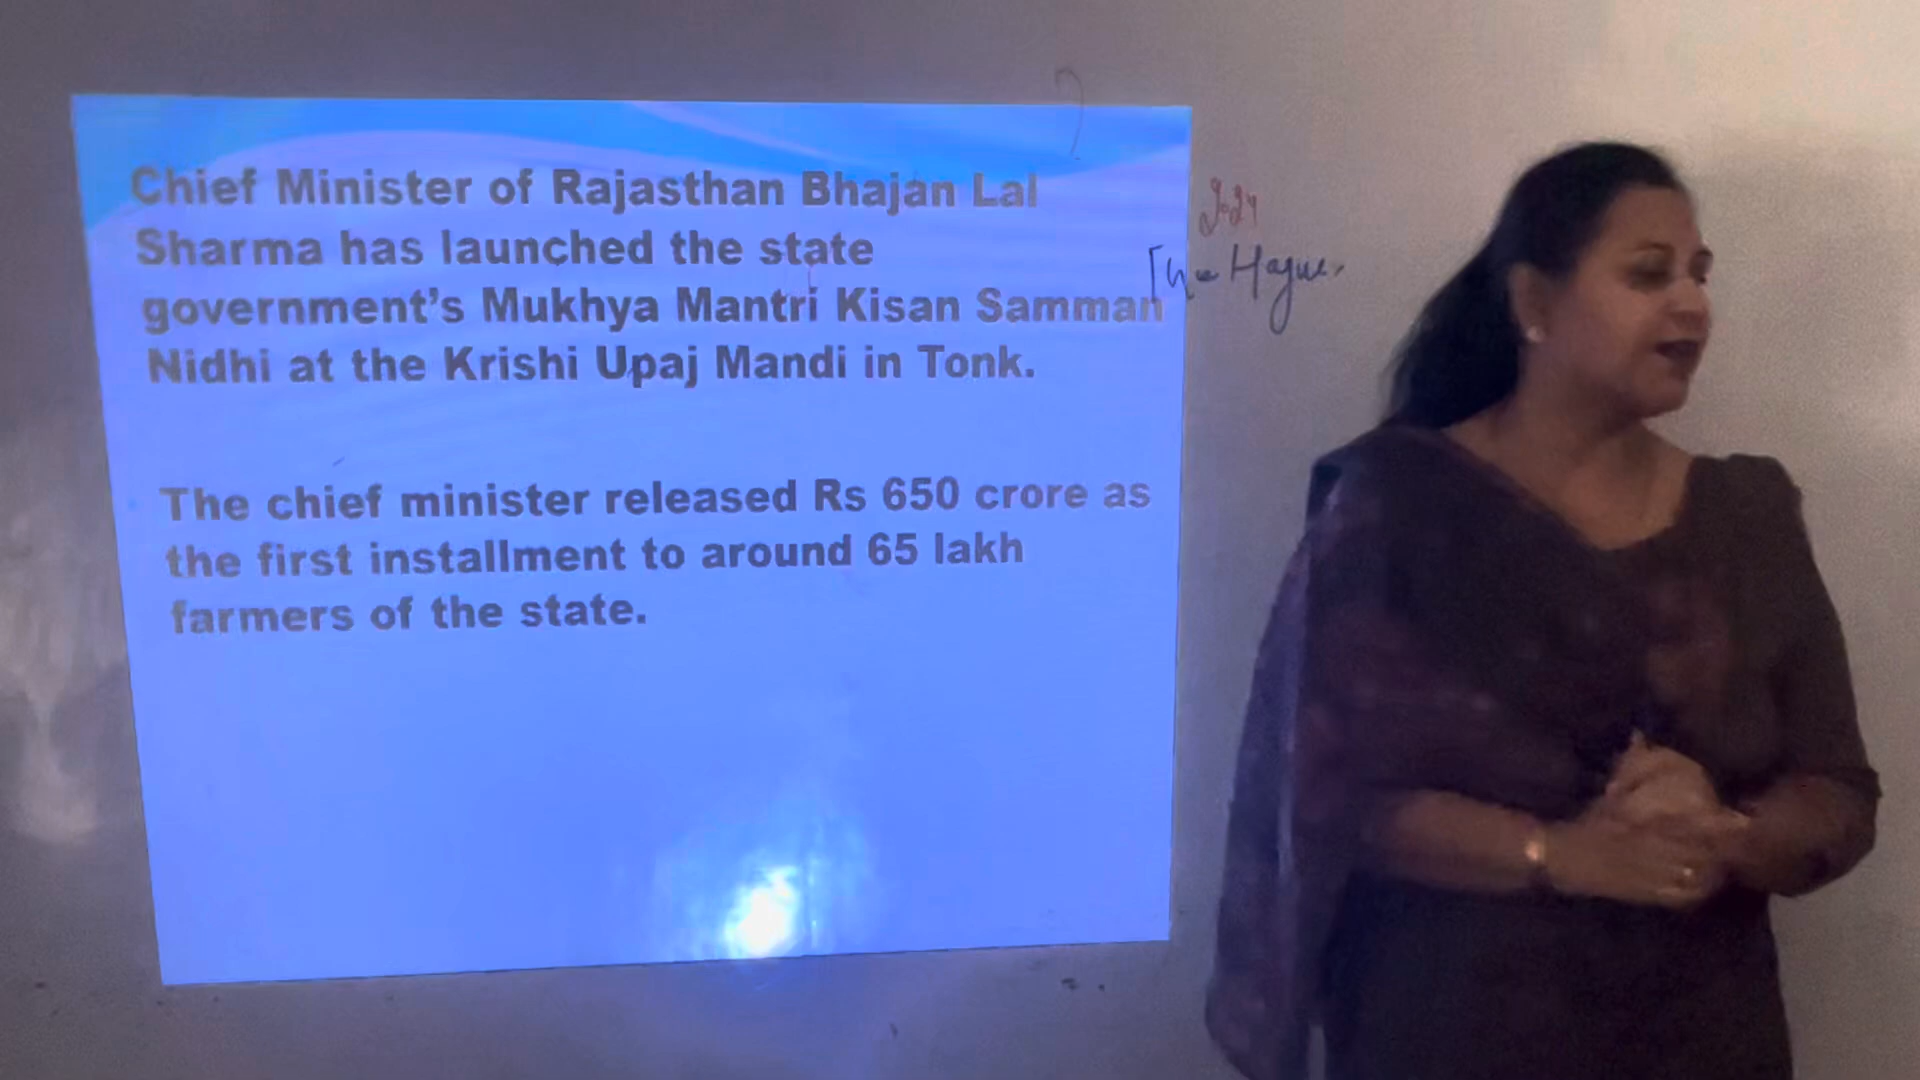 Chief Minister of Rajasthan Bhajan Lal
Sharma has launched the state
government's Mukhya Mantri Kisan Samman
Nidhi at the Krishi Upaj Mandi in Tonk.
The chief minister released Rs 650 crore as
the first installment to around 65 lakh
farmers of the state.
2024
The Hague.